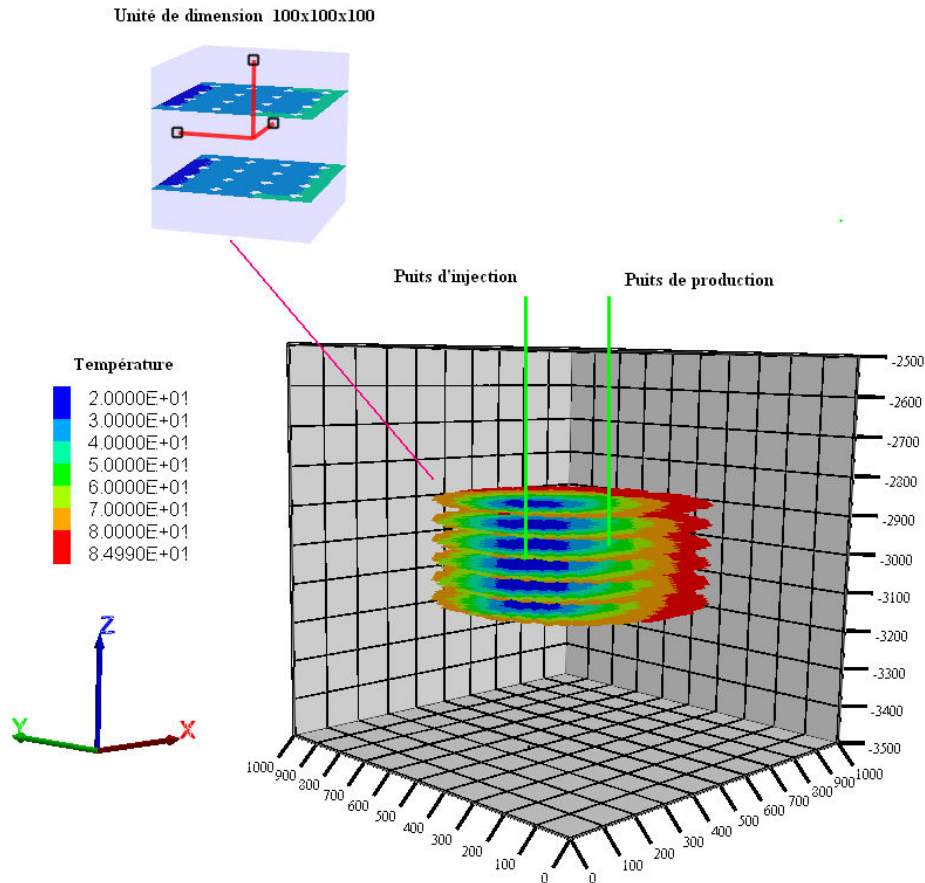 Unité de dimension 100x100x100
Puits d'injection
Puits de production
Température
2.0000E+01
3.0000E+01
4.0000E+01
5.0000E+01
7.0000E+01
8.0000E+01
8.4990E+01
-2500
-2600
-2700
-2800
-2900
-3000
-3100
-3200
-3300
-3400
-3500
Z
Y
X
1000
900
800
700
600
500
400
300
200
100
0
0
100
200
300
400
500
600
700
800
900
1000